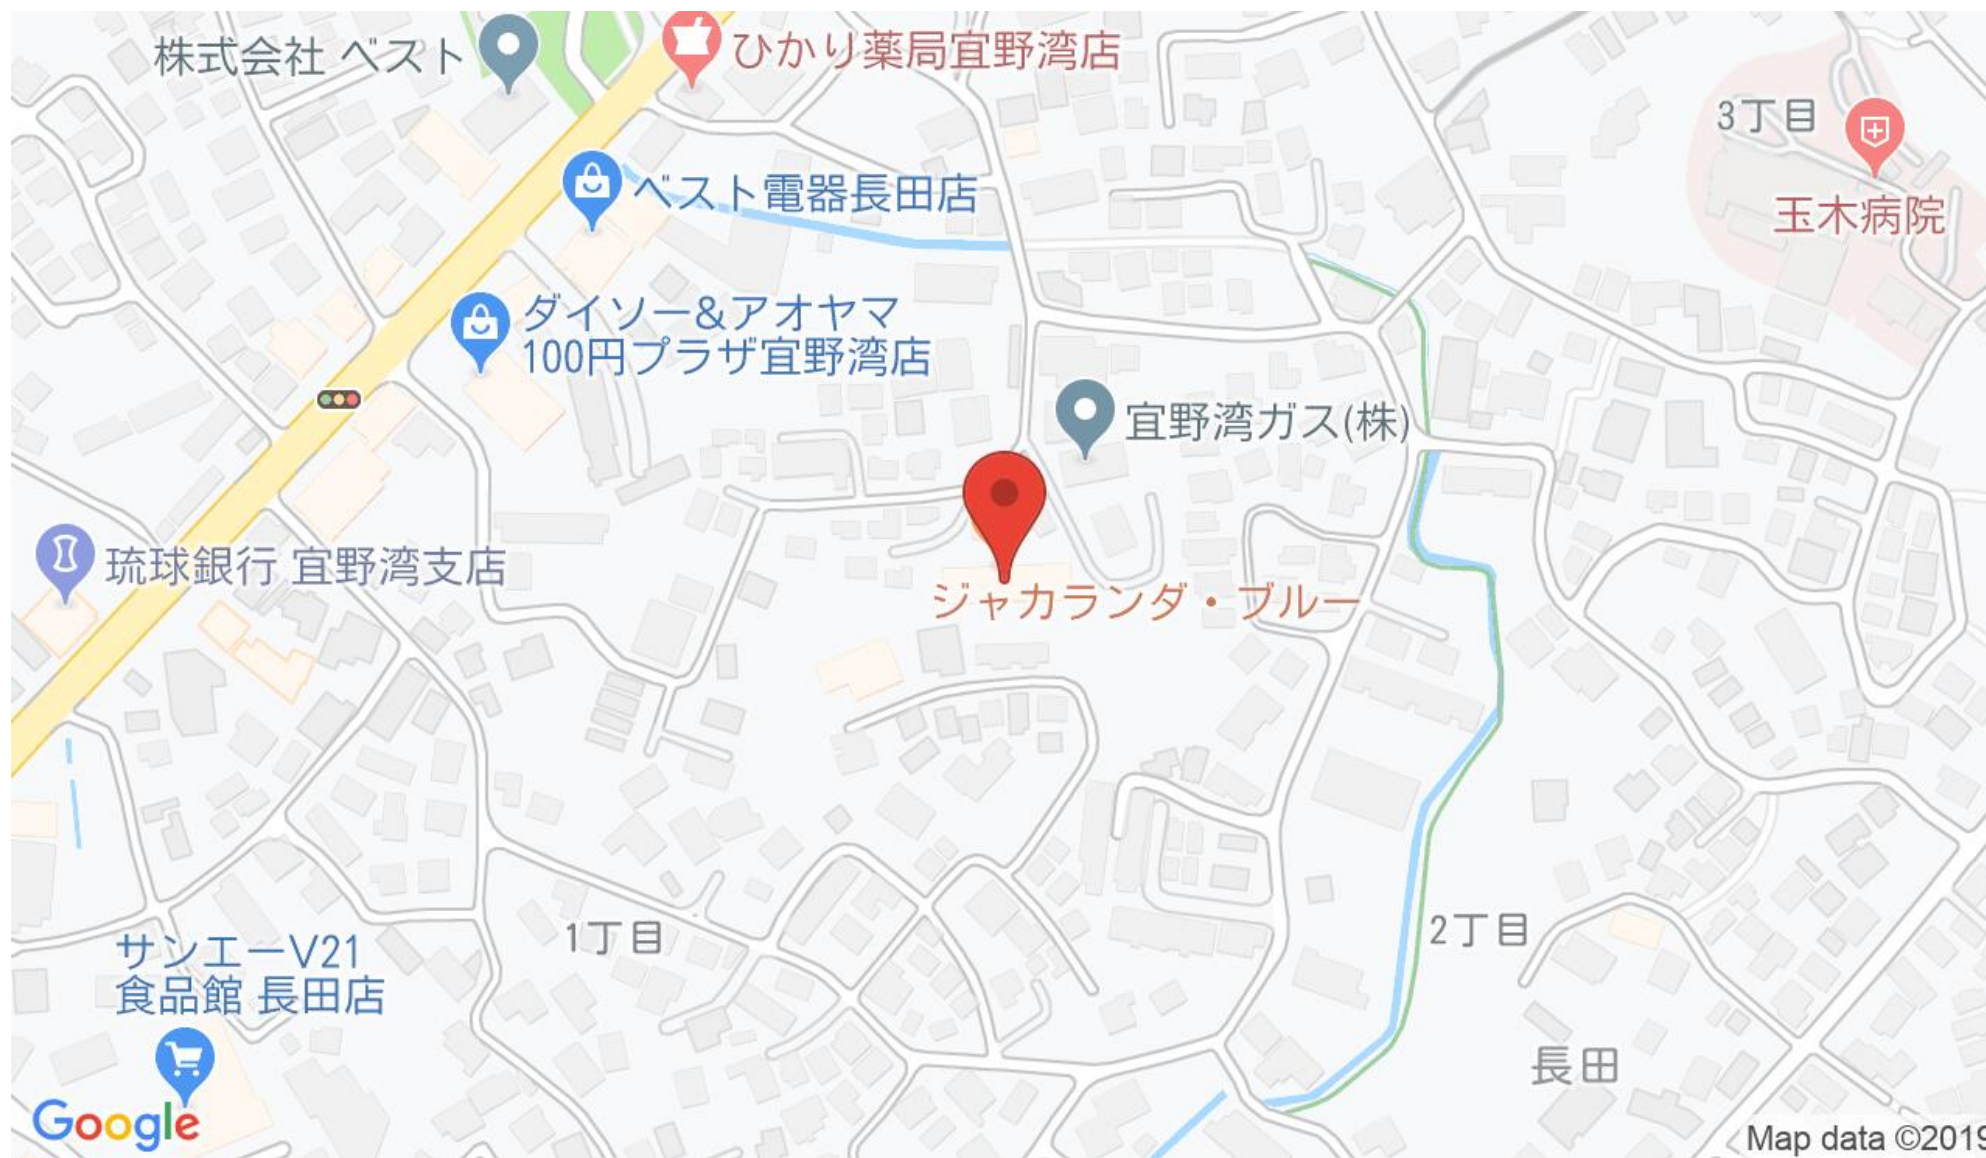 株式会社 ベスト
ひかり薬局宜野湾店
3丁目
玉木病院
ベスト電器長田店
ダイソー&アオヤマ
100円プラザ宜野湾店
宜野湾ガス(株)
琉球銀行 宜野湾支店
ジャカランダ・ブルー
1丁目
2丁目
サンエーV21
食品館 長田店
長田
Google
Map data ©2019